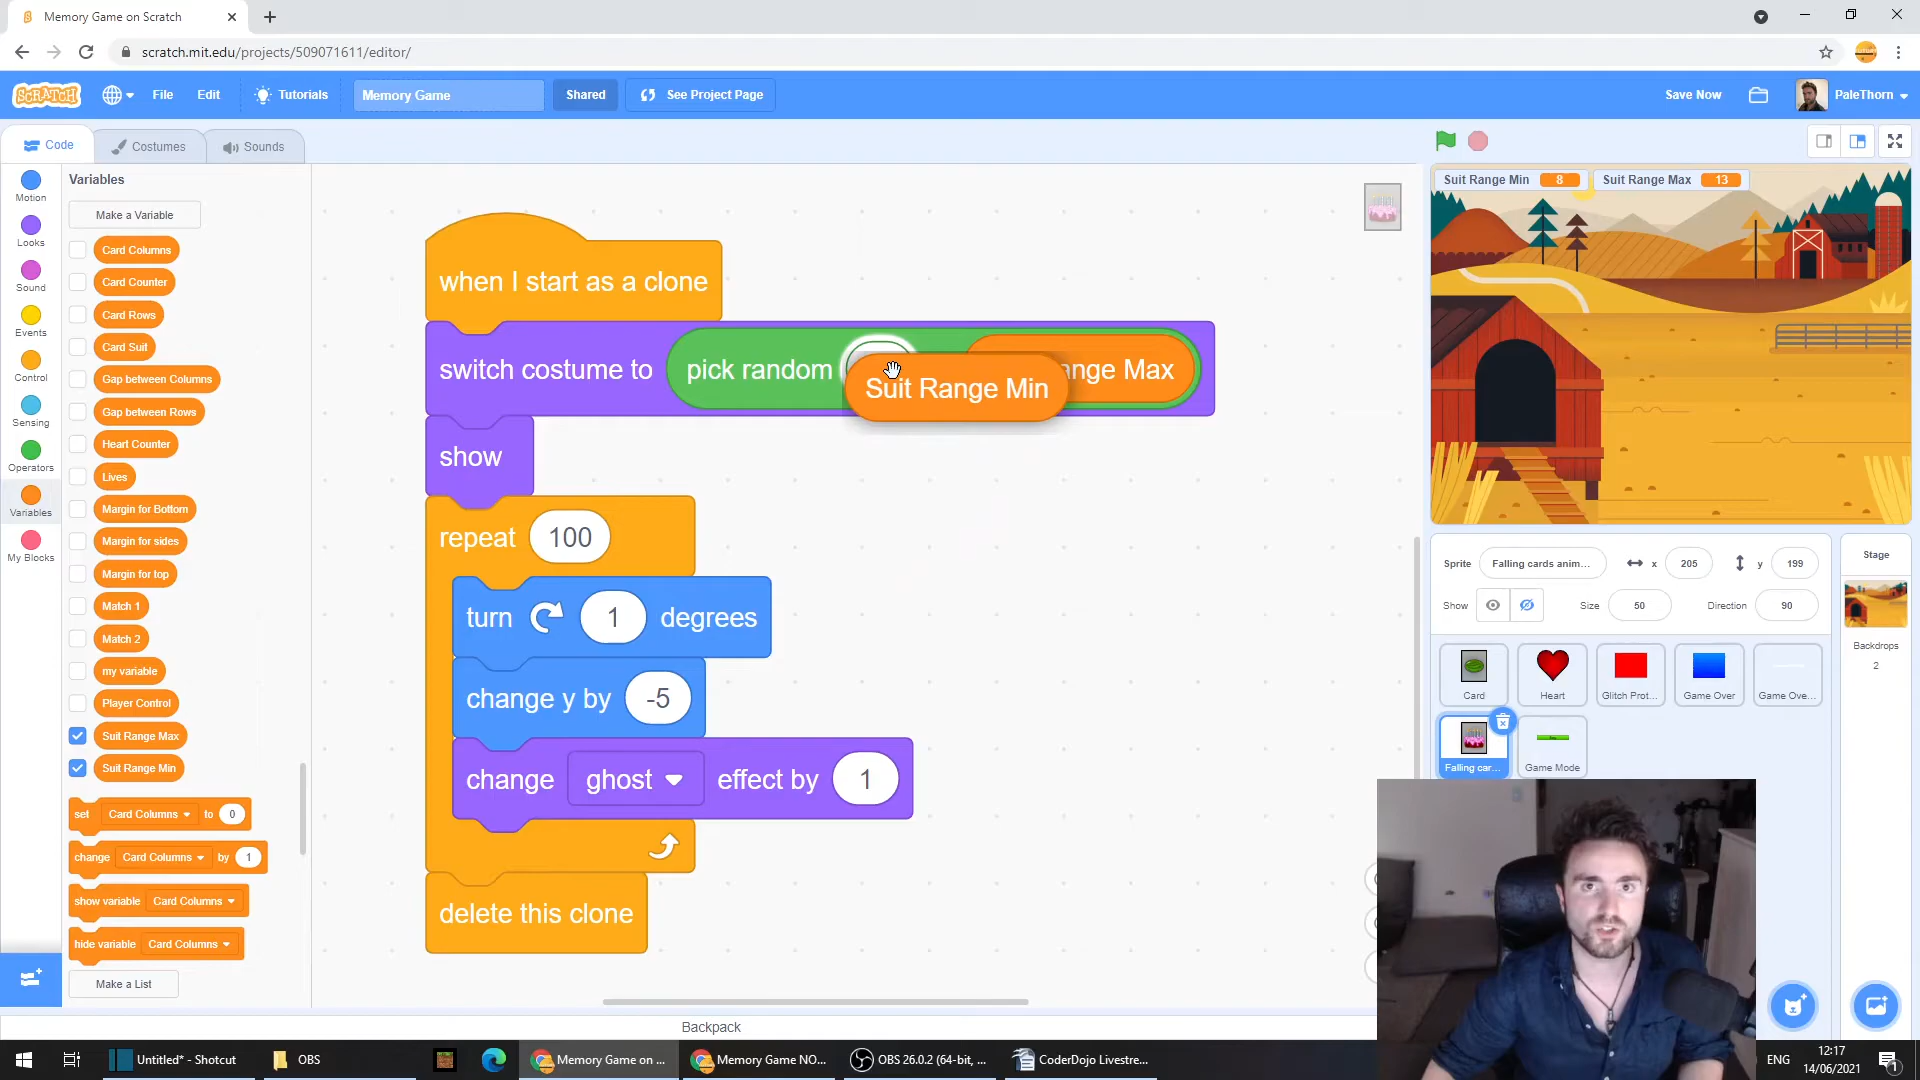 Memory Game on Scratch
scratch.mit.edu/projects/509071611/editor/
SCRATCH
File
Edit
Tutorials
Memory Game
Shared
See Project Page
Save Now
PaleThorn
Code
Costumes
Sounds
Motion
Looks
Sound
Events
Control
Sensing
Operators
Variables
My Blocks
Variables
Make a Variable
Card Columns
Card Counter
Card Rows
Card Suit
Gap between Columns
Gap between Rows
Heart Counter
Lives
Margin for Bottom
Margin for sides
Margin for top
Match 1
Match 2
my variable
Player Control
Suit Range Max
Suit Range Min
set Card Columns to 0
change Card Columns by 1
show variable Card Columns
hide variable Card Columns
Make a List
when I start as a clone
switch costume to pick random Suit Range Min ange Max
show
repeat 100
turn 1 degrees
change y by -5
change ghost effect by 1
delete this clone
Backpack
Suit Range Min 8 Suit Range Max 13
Sprite Falling cards anim... x 205 y 199
Show Size 50 Direction 90
Card
Heart
Glitch Prot...
Game Over
Game Ove...
Falling car...
Game Mode
Stage
Backdrops
2
Untitled* - Shotcut
OBS
Memory Game on ...
Memory Game NO...
OBS 26.0.2 (64-bit, ...
CoderDojo Livestre...
ENG
12:17
14/06/2021
1